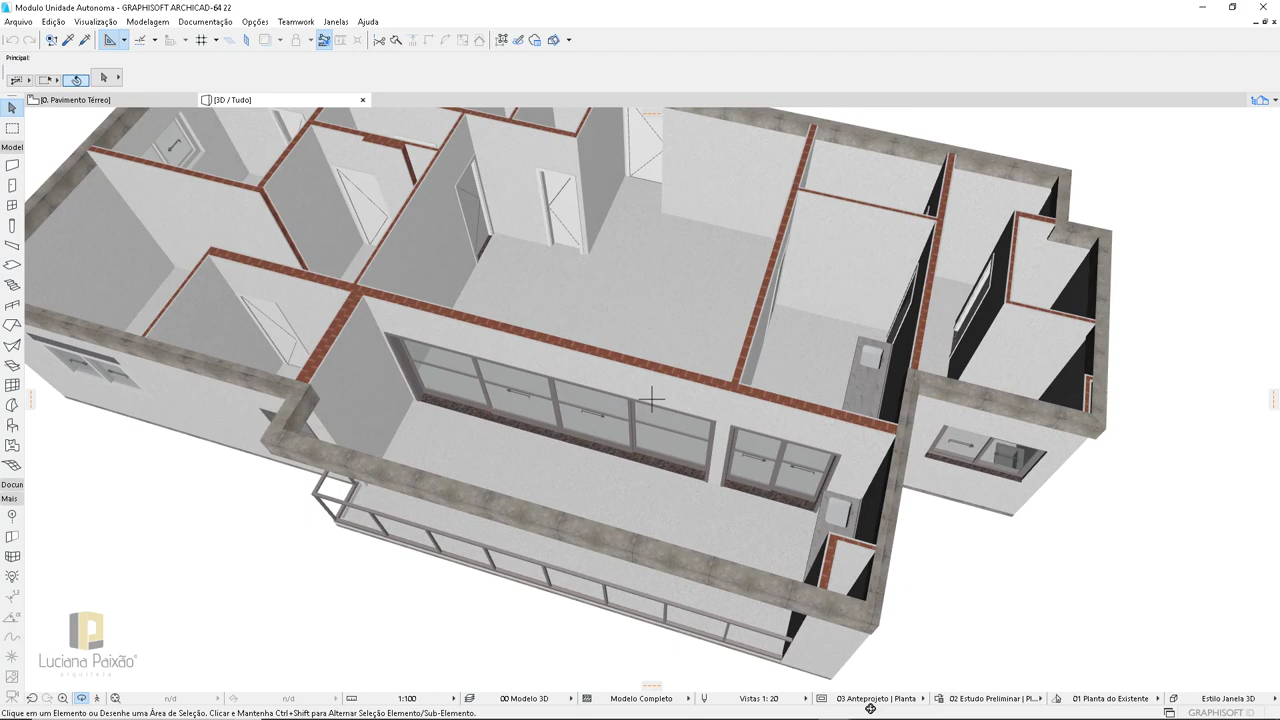 Modulo Unidade Autonoma - GRAPHISOFT ARCHICAD-64 22
Arquivo Edição Visualização Modelagem Documentação Opções Teamwork Janelas Ajuda
Principal:
[0. Pavimento Térreo] [3D / Tudo]
Model
Docun
Mais
Luciana Paixão
arquiteta
n/d n/d 1:100 00 Modelo 3D Modelo Completo Vistas 1: 20 03 Anteprojeto | Planta 02 Estudo Preliminar | Pl... 01 Planta do Existente Estilo Janela 3D
Clique em um Elemento ou Desenhe uma Área de Seleção. Clicar e Mantenha Ctrl+Shift para Alternar Seleção Elemento/Sub-Elemento.
GRAPHISOFT ID